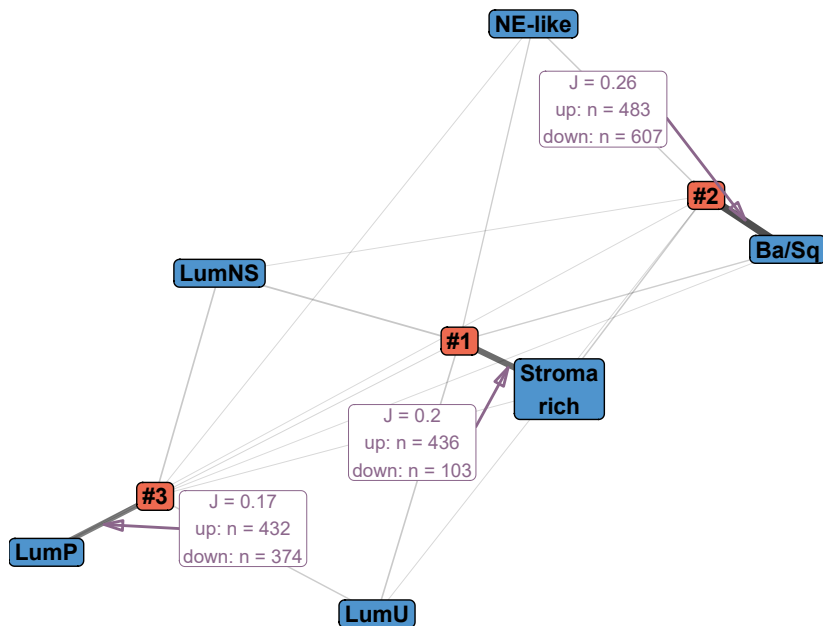 NE-like
J = 0.26
up: n = 483
down: n = 607
#2
Ba/Sq
LumNS
#1
Stroma
rich
J = 0.2
up: n = 436
down: n = 103
#3
J = 0.17
up: n = 432
down: n = 374
LumP
LumU